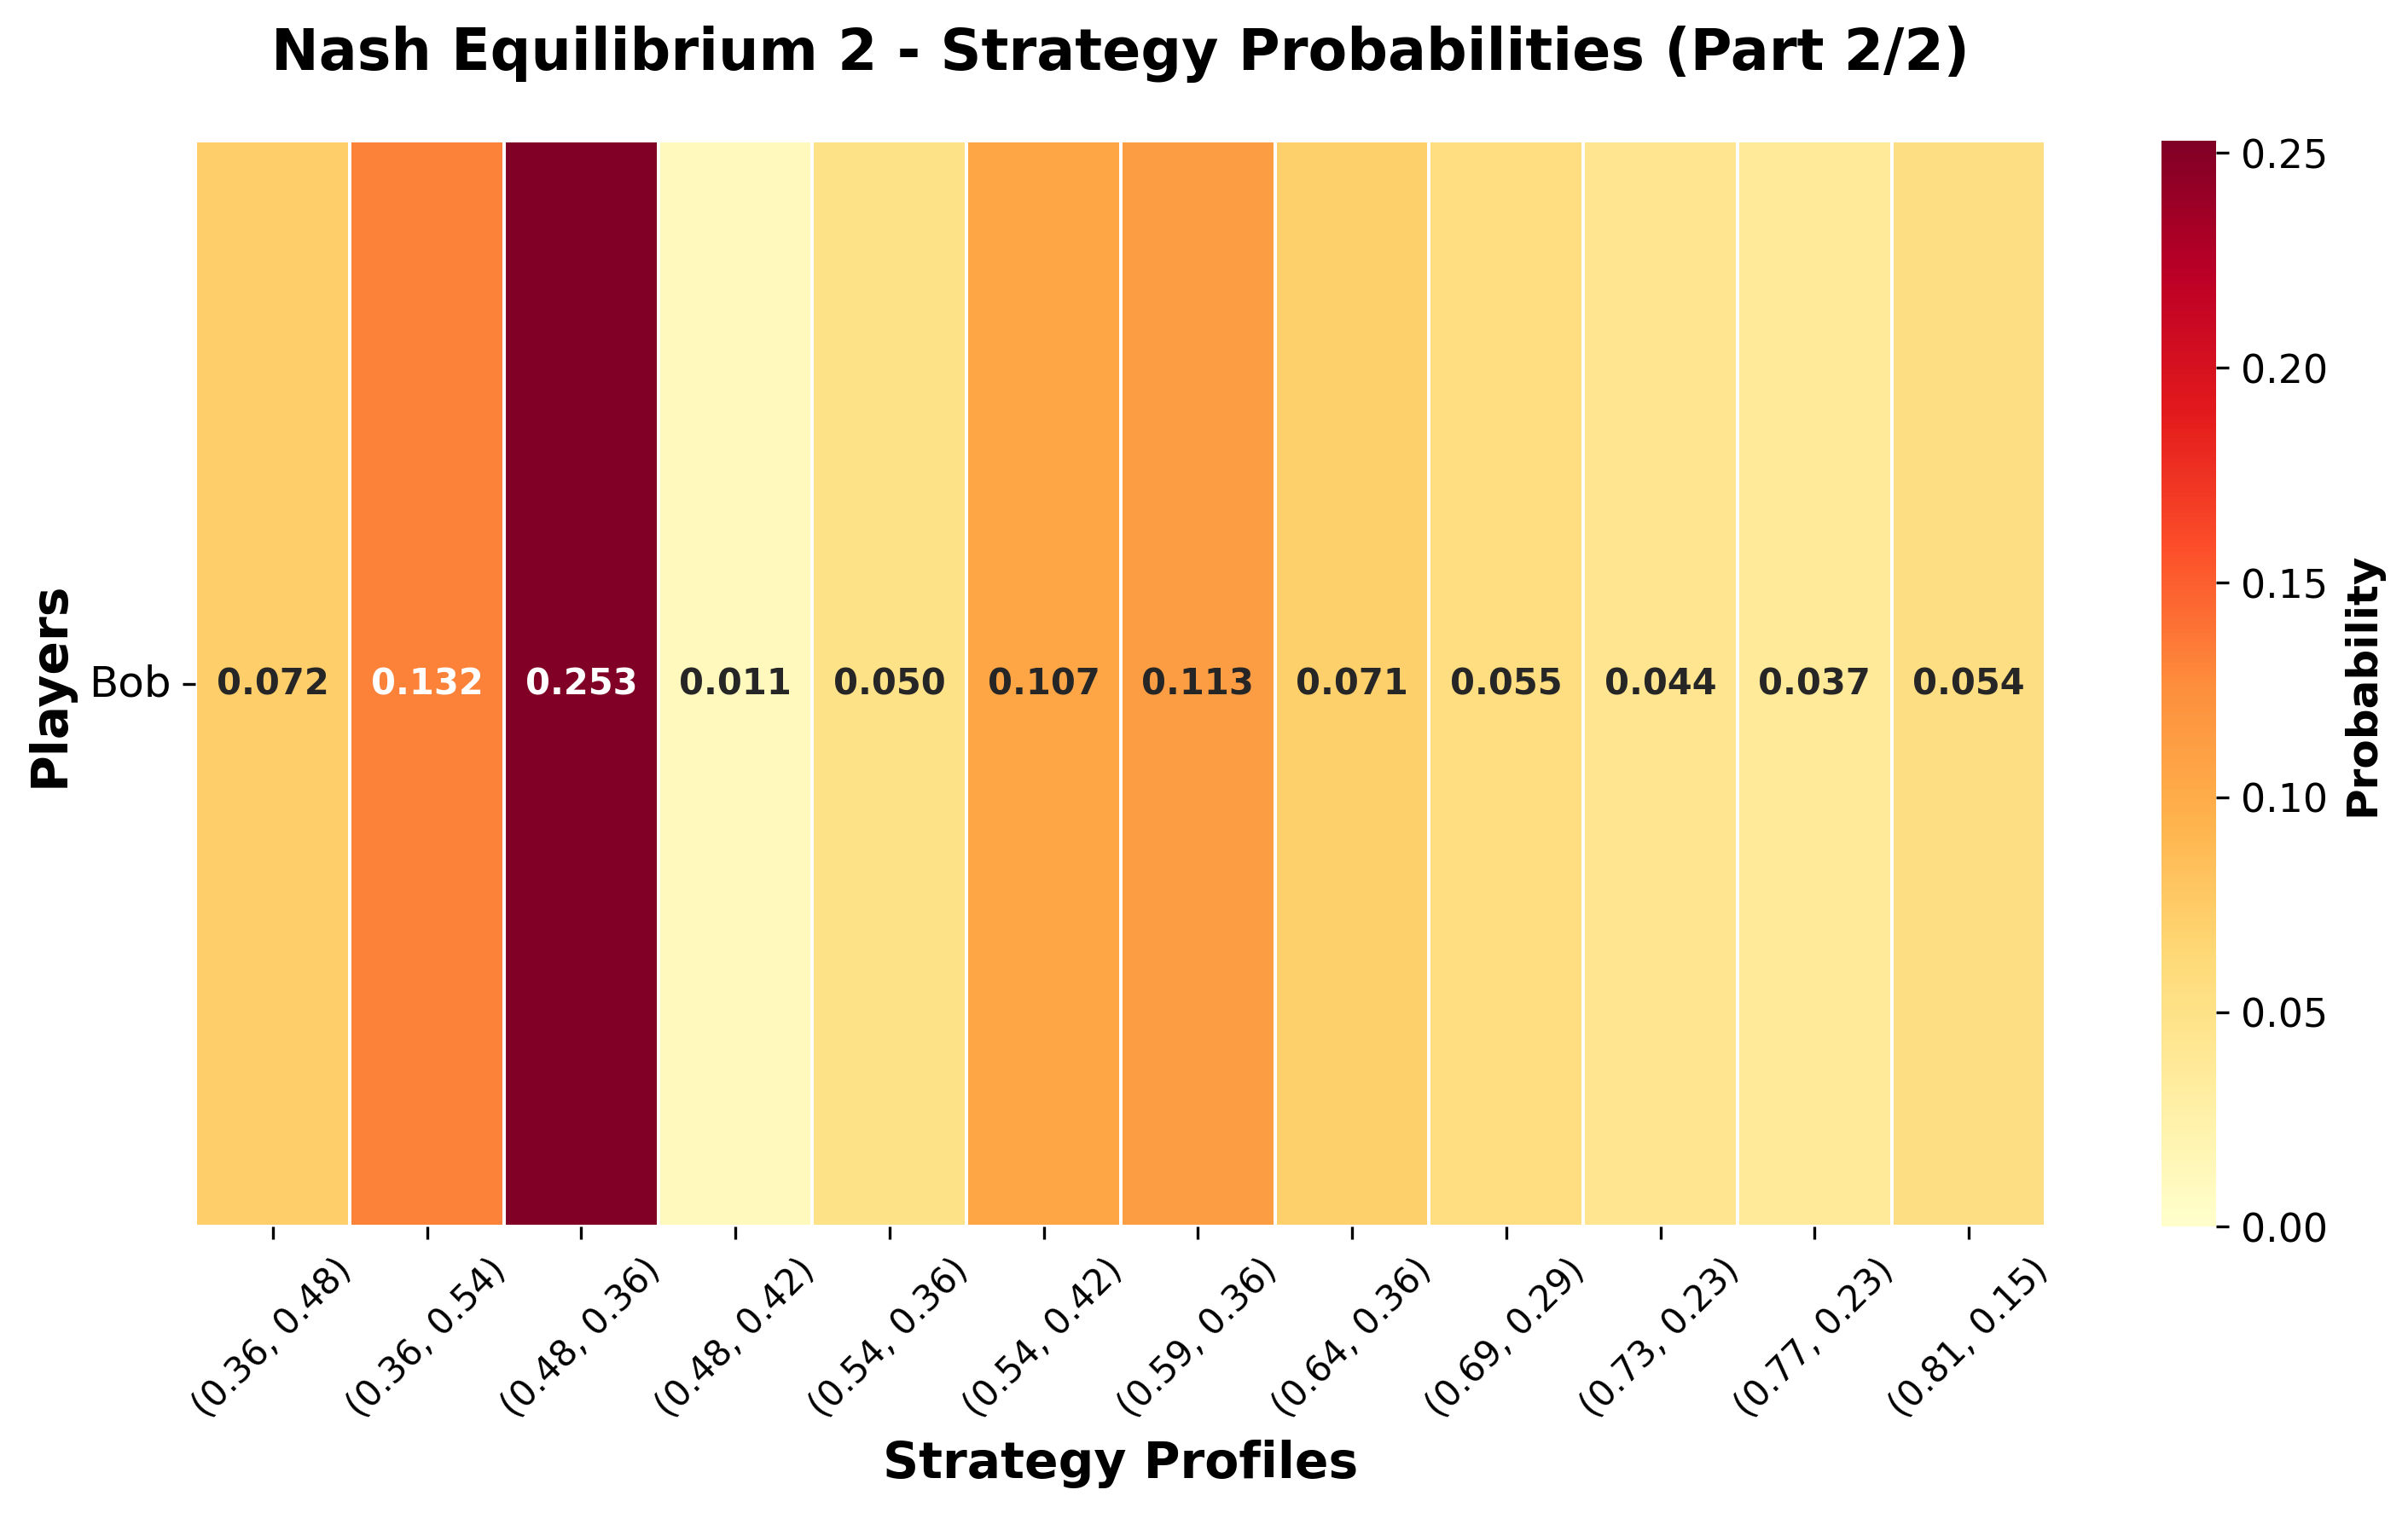 Nash Equilibrium 2 - Strategy Probabilities (Part 2/2)
Players
Bob
0.072 0.132 0.253 0.011 0.050 0.107 0.113 0.071 0.055 0.044 0.037 0.054
(0.36, 0.48) (0.36, 0.54) (0.48, 0.36) (0.48, 0.42) (0.54, 0.36) (0.54, 0.42) (0.59, 0.36) (0.64, 0.36) (0.69, 0.29) (0.73, 0.23) (0.77, 0.23) (0.81, 0.15)
Strategy Profiles
0.25
0.20
0.15
0.10
0.05
0.00
Probability